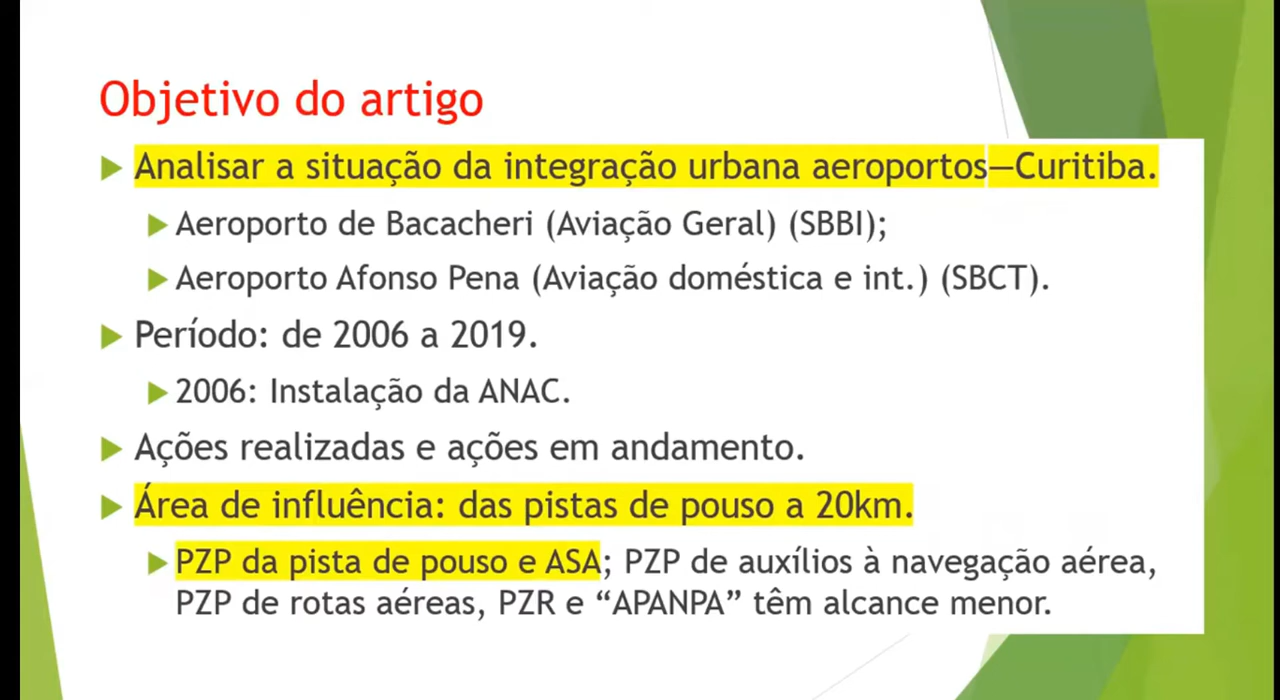 Objetivo do artigo
Analisar a situação da integração urbana aeroportos—Curitiba.
Aeroporto de Bacacheri (Aviação Geral) (SBBI);
Aeroporto Afonso Pena (Aviação doméstica e int.) (SBCT).
Período: de 2006 a 2019.
2006: Instalação da ANAC.
Ações realizadas e ações em andamento.
Área de influência: das pistas de pouso a 20km.
PZP da pista de pouso e ASA; PZP de auxílios à navegação aérea,
PZP de rotas aéreas, PZR e “APANPA” têm alcance menor.